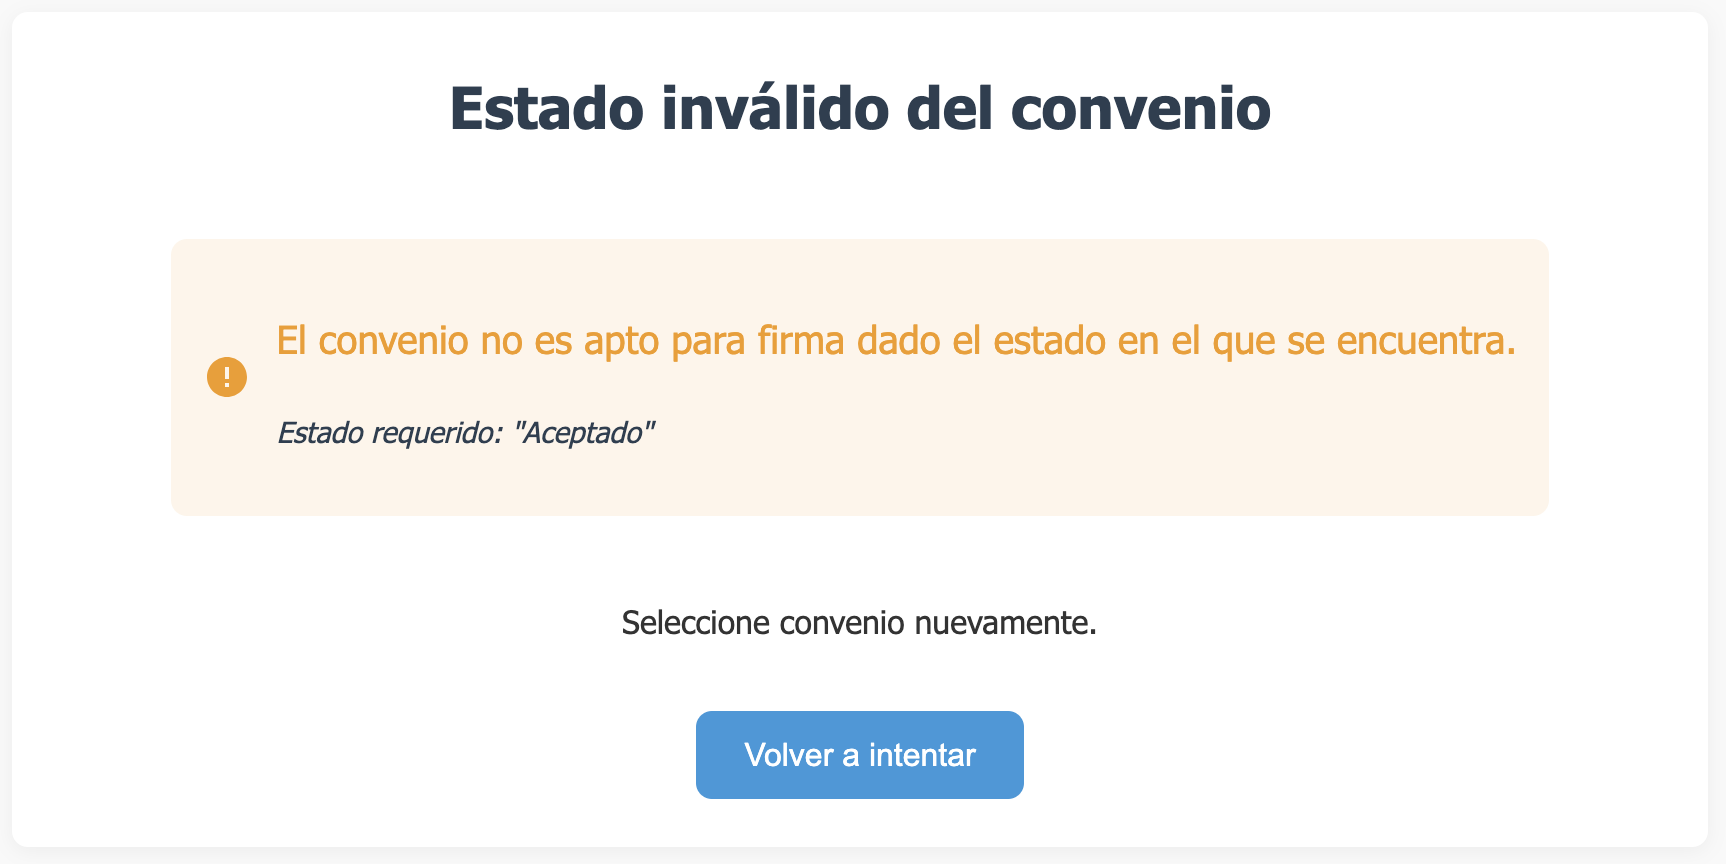 Estado inválido del convenio
El convenio no es apto para firma dado el estado en el que se encuentra.
Estado requerido: "Aceptado"
Seleccione convenio nuevamente.
Volver a intentar